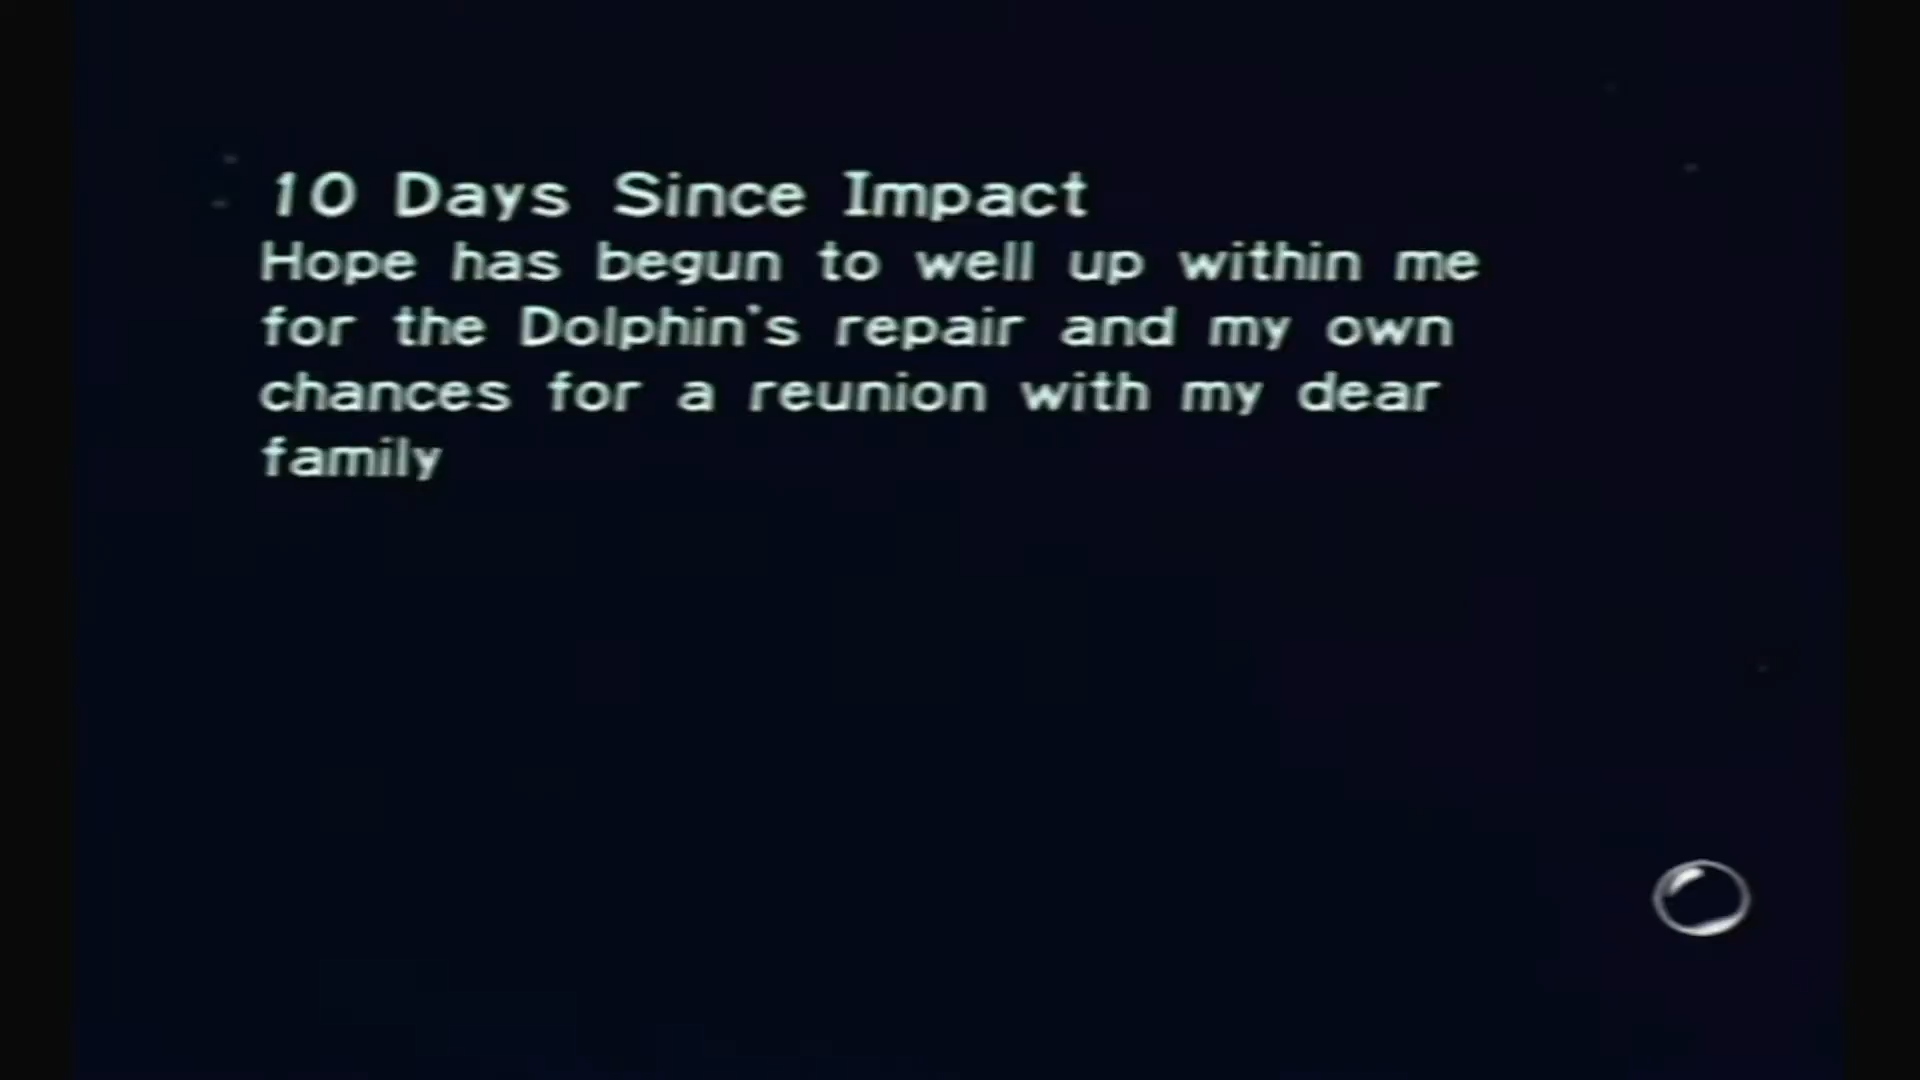 10 Days Since Impact
Hope has begun to well up within me
for the Dolphin's repair and my own
chances for a reunion with my dear
family